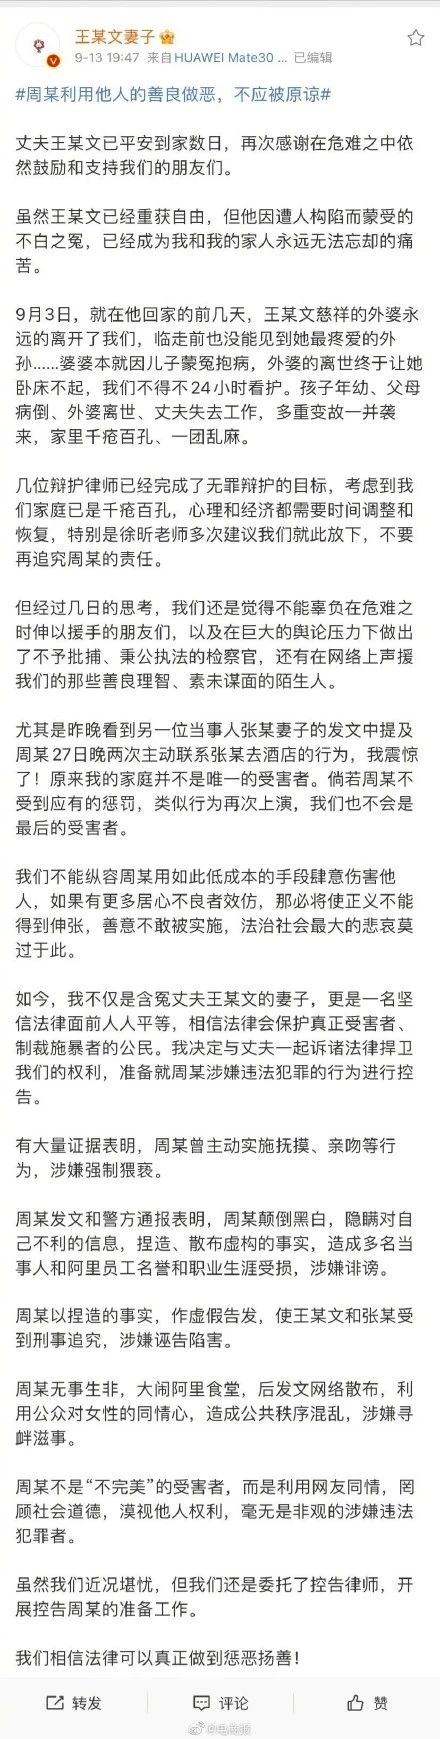 王某文妻子
9-13 19:47 来自HUAWEI Mate30 ... 已编辑
#周某利用他人的善良做恶，不应被原谅#
丈夫王某文已平安到家数日，再次感谢在危难之中依
然鼓励和支持我们的朋友们。
虽然王某文已经重获自由，但他因遭人构陷而蒙受的
不白之冤，已经成为我和我的家人永远无法忘却的痛
苦。
9月3日，就在他回家的前几天，王某文慈祥的外婆永
远的离开了我们，临走前也没能见到她最疼爱的外
孙……婆婆本就因儿子蒙冤抱病，外婆的离世终于让她
卧床不起，我们不得不24小时看护。孩子年幼、父母
病倒、外婆离世、丈夫失去工作，多重变故一并袭
来，家里千疮百孔、一团乱麻。
几位辩护律师已经完成了无罪辩护的目标，考虑到我
们家庭已是千疮百孔，心理和经济都需要时间调整和
恢复，特别是徐昕老师多次建议我们就此放下，不要
再追究周某的责任。
但经过几日的思考，我们还是觉得不能辜负在危难之
时伸以援手的朋友们，以及在巨大的舆论压力下做出
了不予批捕、秉公执法的检察官，还有在网络上声援
我们的那些善良理智、素未谋面的陌生人。
尤其是昨晚看到另一位当事人张某妻子的发文中提及
周某27日晚两次主动联系张某去酒店的行为，我震惊
了！原来我的家庭并不是唯一的受害者。倘若周某不
受到应有的惩罚，类似行为再次上演，我们也不会是
最后的受害者。
我们不能纵容周某用如此低成本的手段肆意伤害他
人，如果有更多居心不良者效仿，那必将使正义不能
得到伸张，善意不敢被实施，法治社会最大的悲哀莫
过于此。
如今，我不仅是含冤丈夫王某文的妻子，更是一名坚
信法律面前人人平等，相信法律会保护真正受害者、
制裁施暴者的公民。我决定与丈夫一起诉诸法律捍卫
我们的权利，准备就周某涉嫌违法犯罪的行为进行控
告。
有大量证据表明，周某曾主动实施抚摸、亲吻等行
为，涉嫌强制猥亵。
周某发文和警方通报表明，周某颠倒黑白，隐瞒对自
己不利的信息，捏造、散布虚构的事实，造成多名当
事人和阿里员工名誉和职业生涯受损，涉嫌诽谤。
周某以捏造的事实，作虚假告发，使王某文和张某受
到刑事追究，涉嫌诬告陷害。
周某无事生非，大闹阿里食堂，后发文网络散布，利
用公众对女性的同情心，造成公共秩序混乱，涉嫌寻
衅滋事。
周某不是“不完美”的受害者，而是利用网友同情，罔
顾社会道德，漠视他人权利，毫无是非观的涉嫌违法
犯罪者。
虽然我们近况堪忧，但我们还是委托了控告律师，开
展控告周某的准备工作。
我们相信法律可以真正做到惩恶扬善！
转发 评论 赞
@电商报